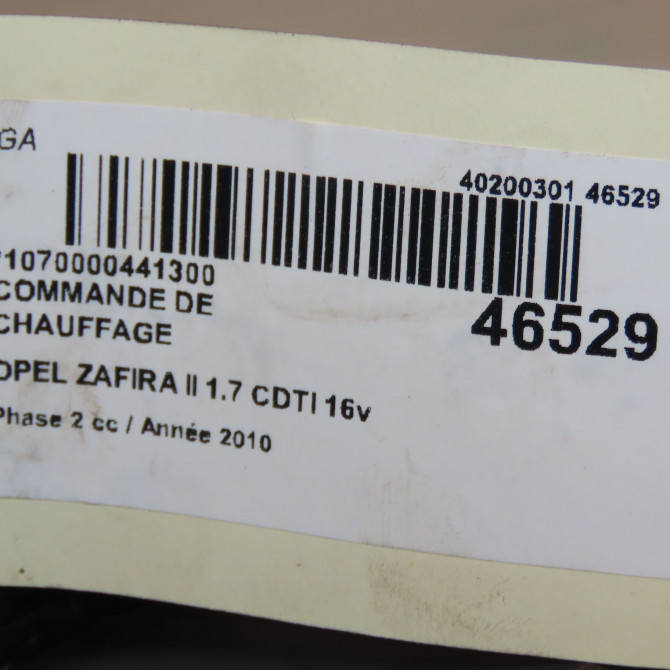 GA
40200301 46529
*1070000441300
46529
COMMANDE DE
CHAUFFAGE
OPEL ZAFIRA II 1.7 CDTI 16v
Phase 2 cc / Année 2010